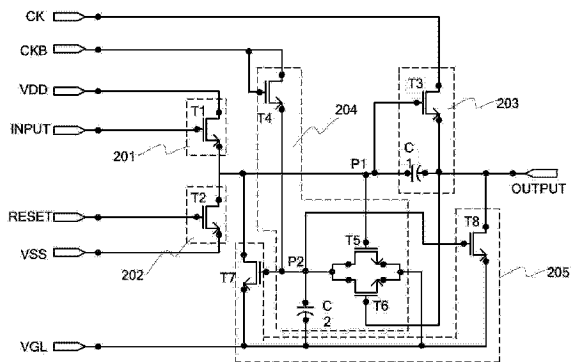 CK
CKB
VDD
INPUT
T1
201
T4
204
T3
203
P1
C
1
OUTPUT
RESET
T2
VSS
202
T8
T5
P2
T7
T6
205
C
2
VGL